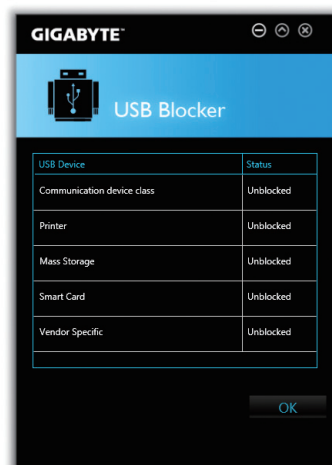 GIGABYTE™
USB Blocker
USB Device Status
Communication device class Unblocked
Printer Unblocked
Mass Storage Unblocked
Smart Card Unblocked
Vendor Specific Unblocked
OK